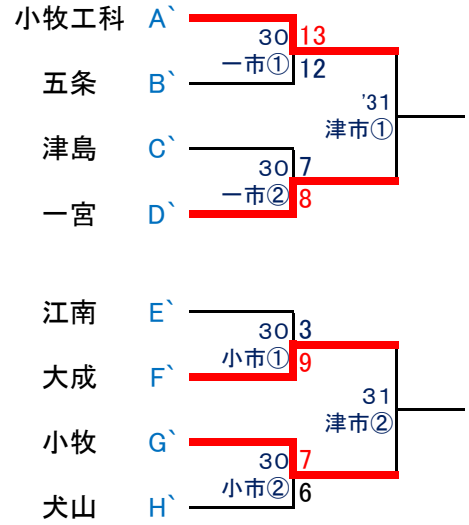 小牧工科 A` 30 13
一市① 12
五条 B`
'31
津市①
津島 C`
30 7
一市② 8
一宮 D`
江南 E`
30 3
小市① 9
大成 F`
31
津市②
小牧 G`
30 7
小市② 6
犬山 H`